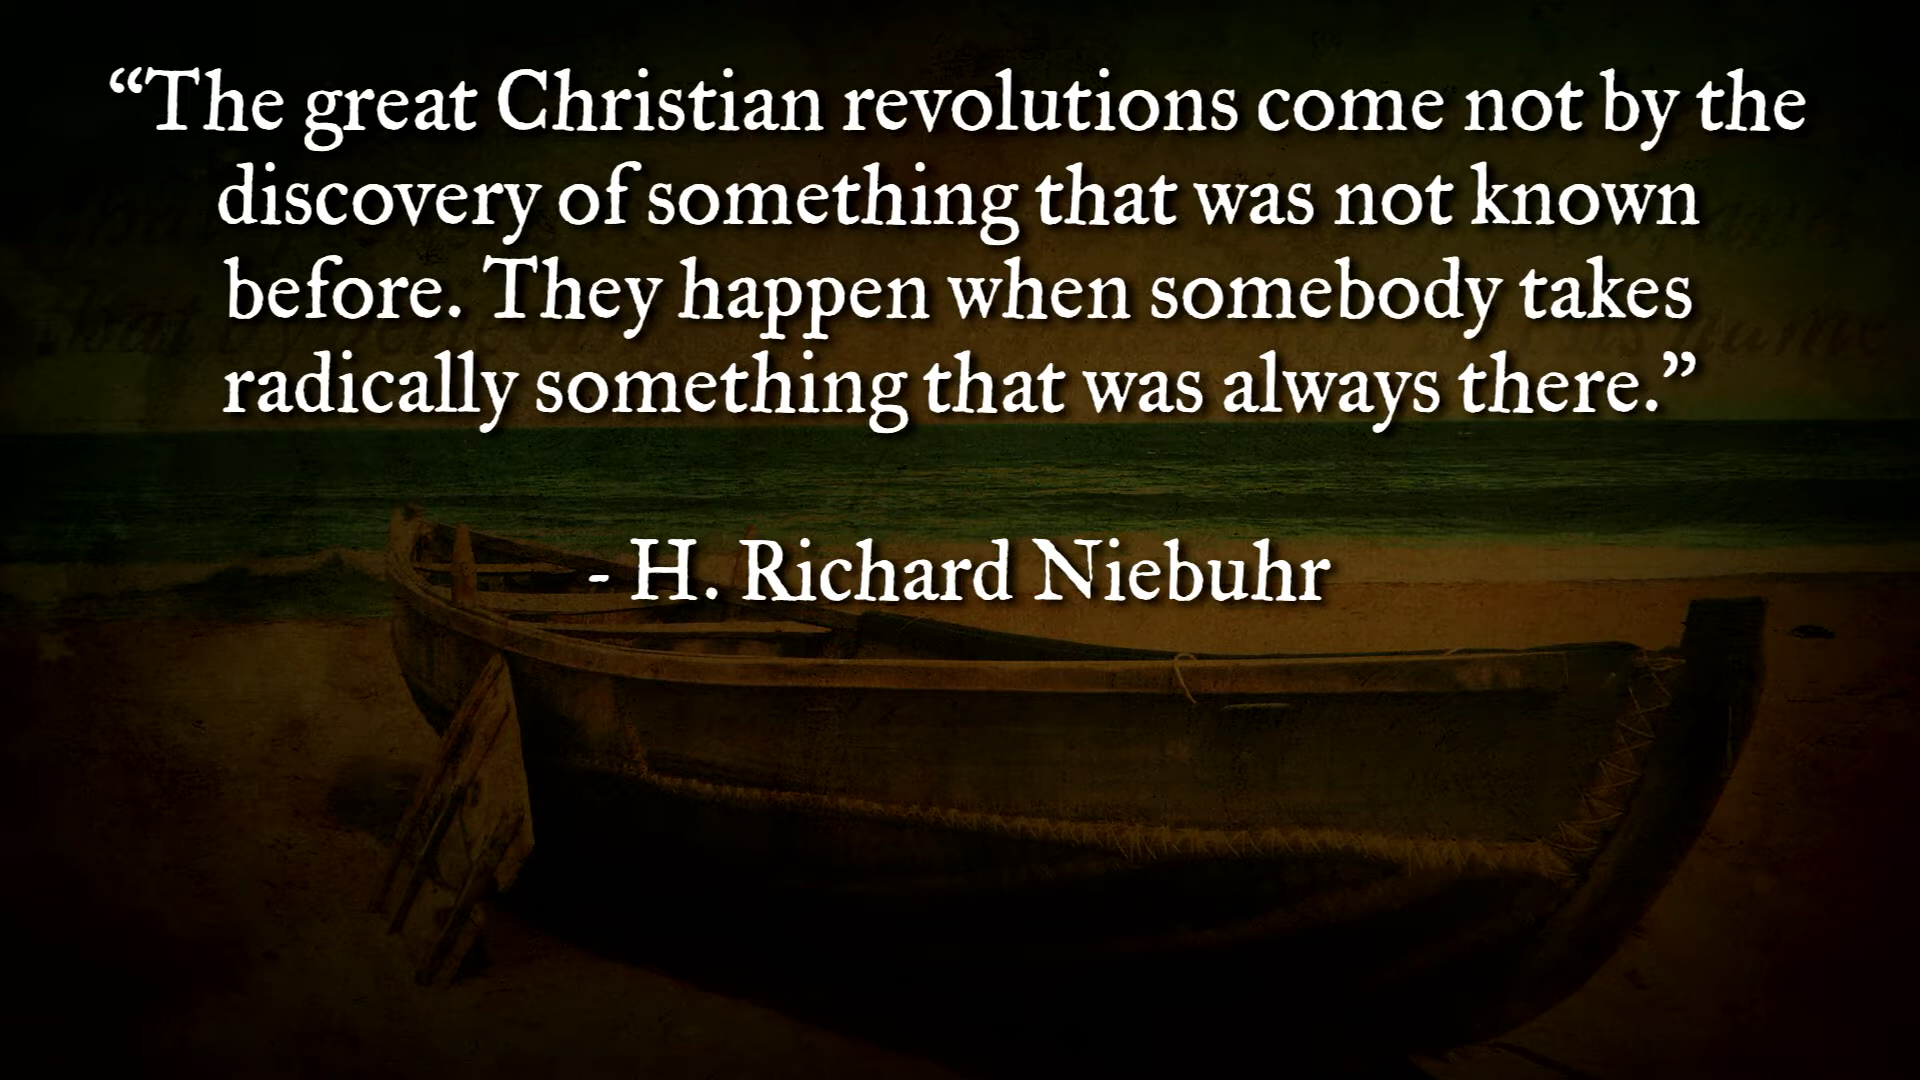 “The great Christian revolutions come not by the
discovery of something that was not known
before. They happen when somebody takes
radically something that was always there.”
- H. Richard Niebuhr